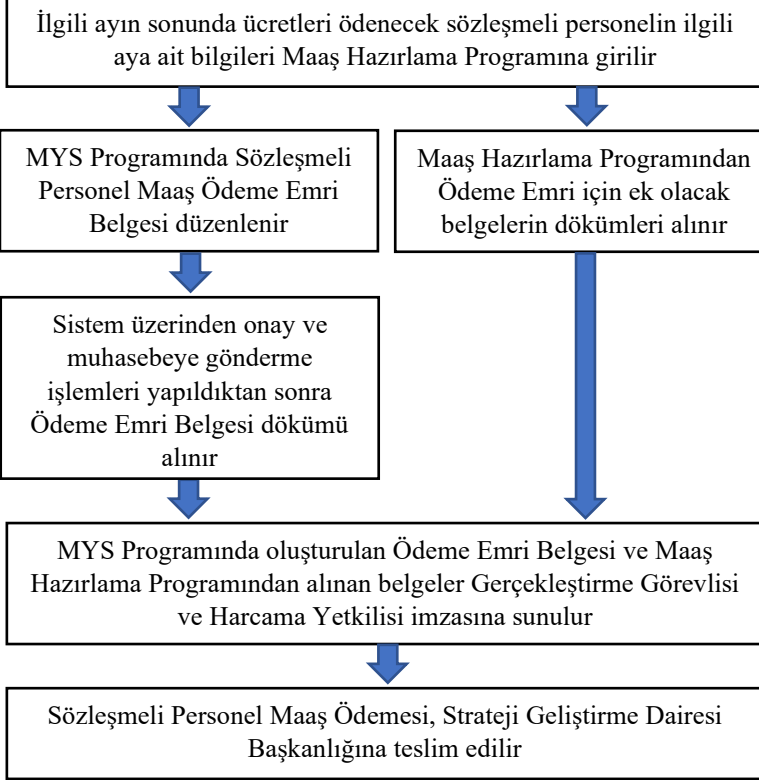 İlgili ayın sonunda ücretleri ödenecek sözleşmeli personelin ilgili
aya ait bilgileri Maaş Hazırlama Programına girilir
MYS Programında Sözleşmeli
Personel Maaş Ödeme Emri
Belgesi düzenlenir
Maaş Hazırlama Programından
Ödeme Emri için ek olacak
belgelerin dökümleri alınır
Sistem üzerinden onay ve
muhasebeye gönderme
işlemleri yapıldıktan sonra
Ödeme Emri Belgesi dökümü
alınır
MYS Programında oluşturulan Ödeme Emri Belgesi ve Maaş
Hazırlama Programından alınan belgeler Gerçekleştirme Görevlisi
ve Harcama Yetkilisi imzasına sunulur
Sözleşmeli Personel Maaş Ödemesi, Strateji Geliştirme Dairesi
Başkanlığına teslim edilir